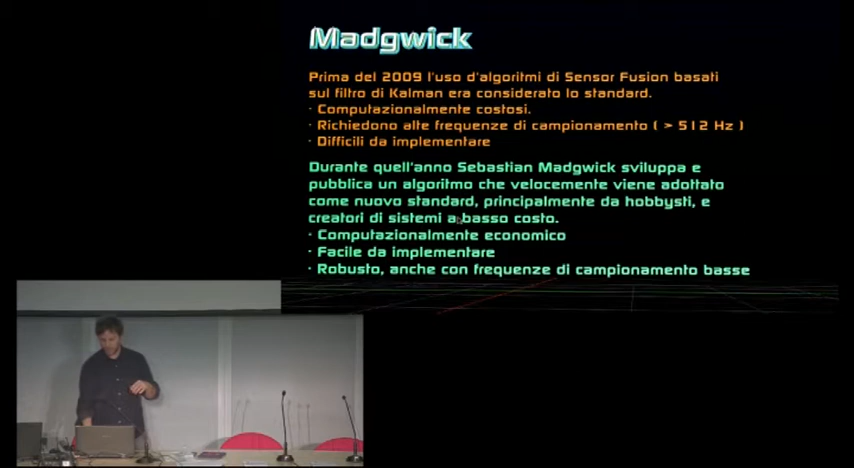 Madgwick
Prima del 2009 l'uso d'algoritmi di Sensor Fusion basati
sul filtro di Kalman era considerato lo standard.
· Computazionalmente costosi.
· Richiedono alte frequenze di campionamento ( > 512 Hz )
· Difficili da implementare
Durante quell'anno Sebastian Madgwick sviluppa e
pubblica un algoritmo che velocemente viene adottato
come nuovo standard, principalmente da hobbysti, e
creatori di sistemi a basso costo.
· Computazionalmente economico
· Facile da implementare
· Robusto, anche con frequenze di campionamento basse